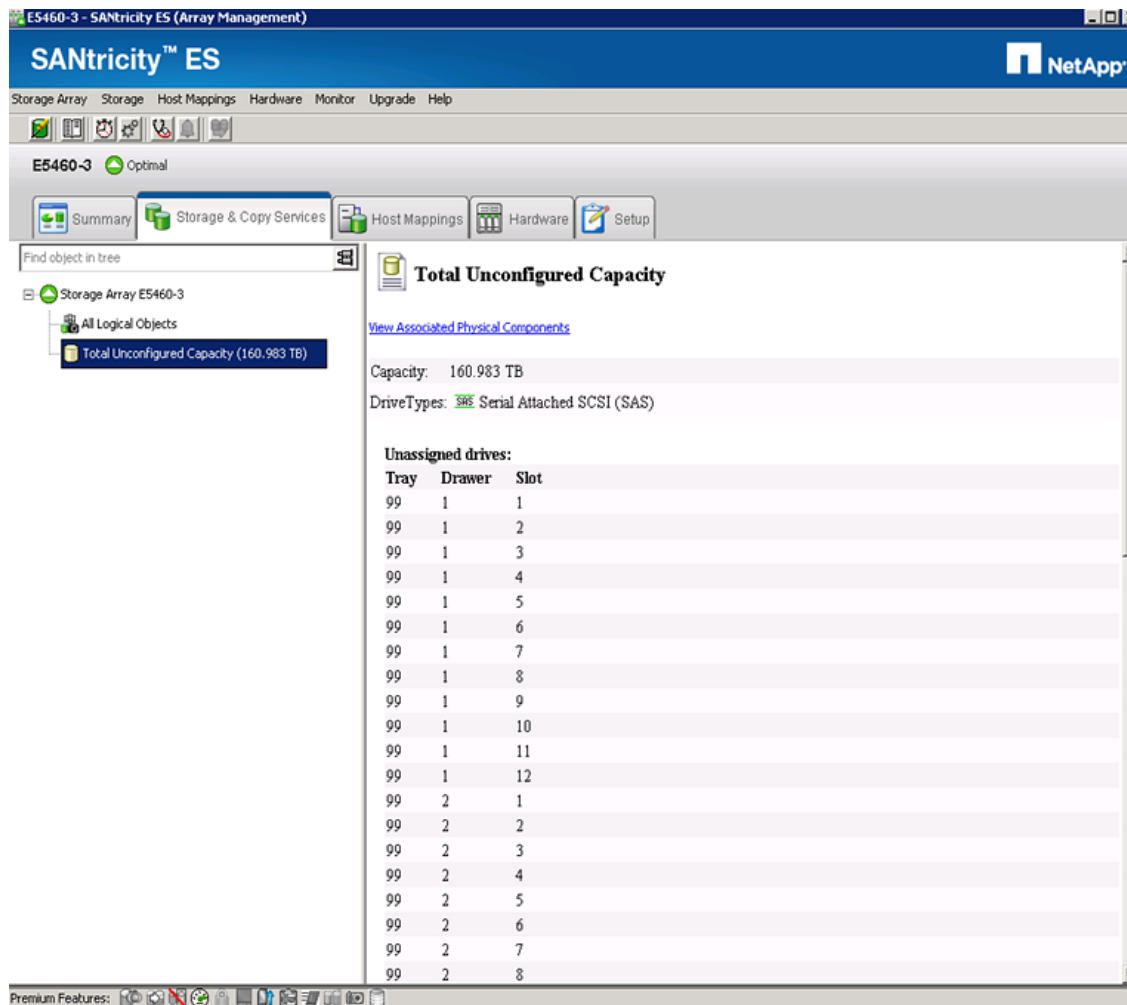 E5460-3 - SANtricity ES (Array Management)
SANtricity™ ES
NetApp
Storage Array Storage Host Mappings Hardware Monitor Upgrade Help
E5460-3 Optimal
Summary Storage & Copy Services Host Mappings Hardware Setup
Find object in tree
Storage Array E5460-3
All Logical Objects
Total Unconfigured Capacity (160.983 TB)
Total Unconfigured Capacity
View Associated Physical Components
Capacity: 160.983 TB
DriveTypes: SAS Serial Attached SCSI (SAS)
Unassigned drives:
Tray Drawer Slot
99 1 1
99 1 2
99 1 3
99 1 4
99 1 5
99 1 6
99 1 7
99 1 8
99 1 9
99 1 10
99 1 11
99 1 12
99 2 1
99 2 2
99 2 3
99 2 4
99 2 5
99 2 6
99 2 7
99 2 8
Premium Features: